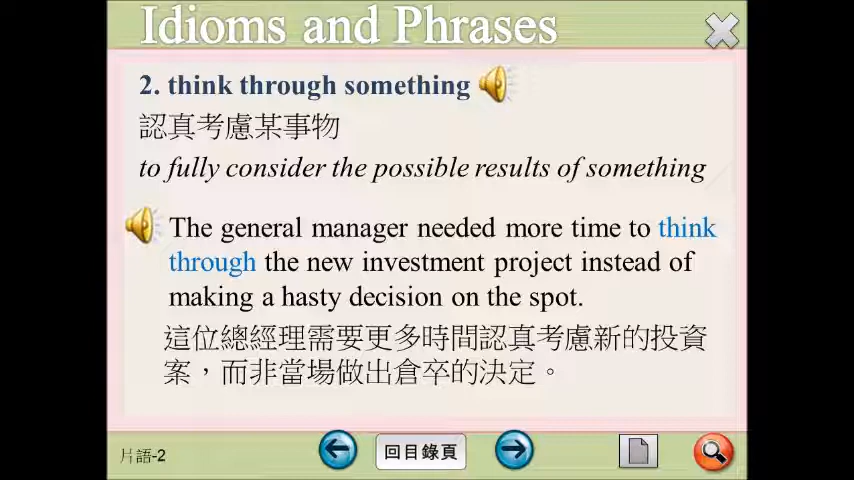 Idioms and Phrases
2. think through something
認真考慮某事物
to fully consider the possible results of something
The general manager needed more time to think
through the new investment project instead of
making a hasty decision on the spot.
這位總經理需要更多時間認真考慮新的投資
案，而非當場做出倉卒的決定。
片語-2
回目錄頁